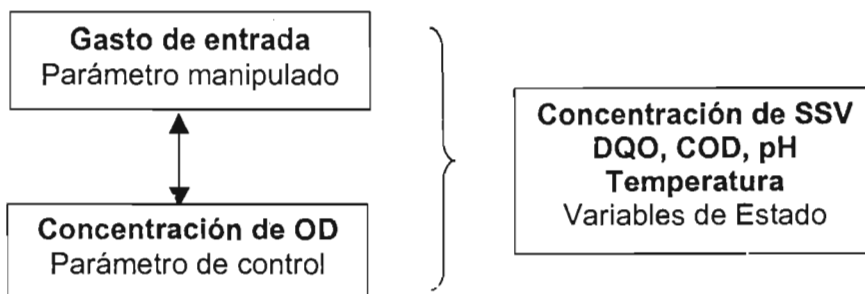 Gasto de entrada
Parámetro manipulado
Concentración de OD
Parámetro de control
Concentración de SSV
DQO, COD, pH
Temperatura
Variables de Estado